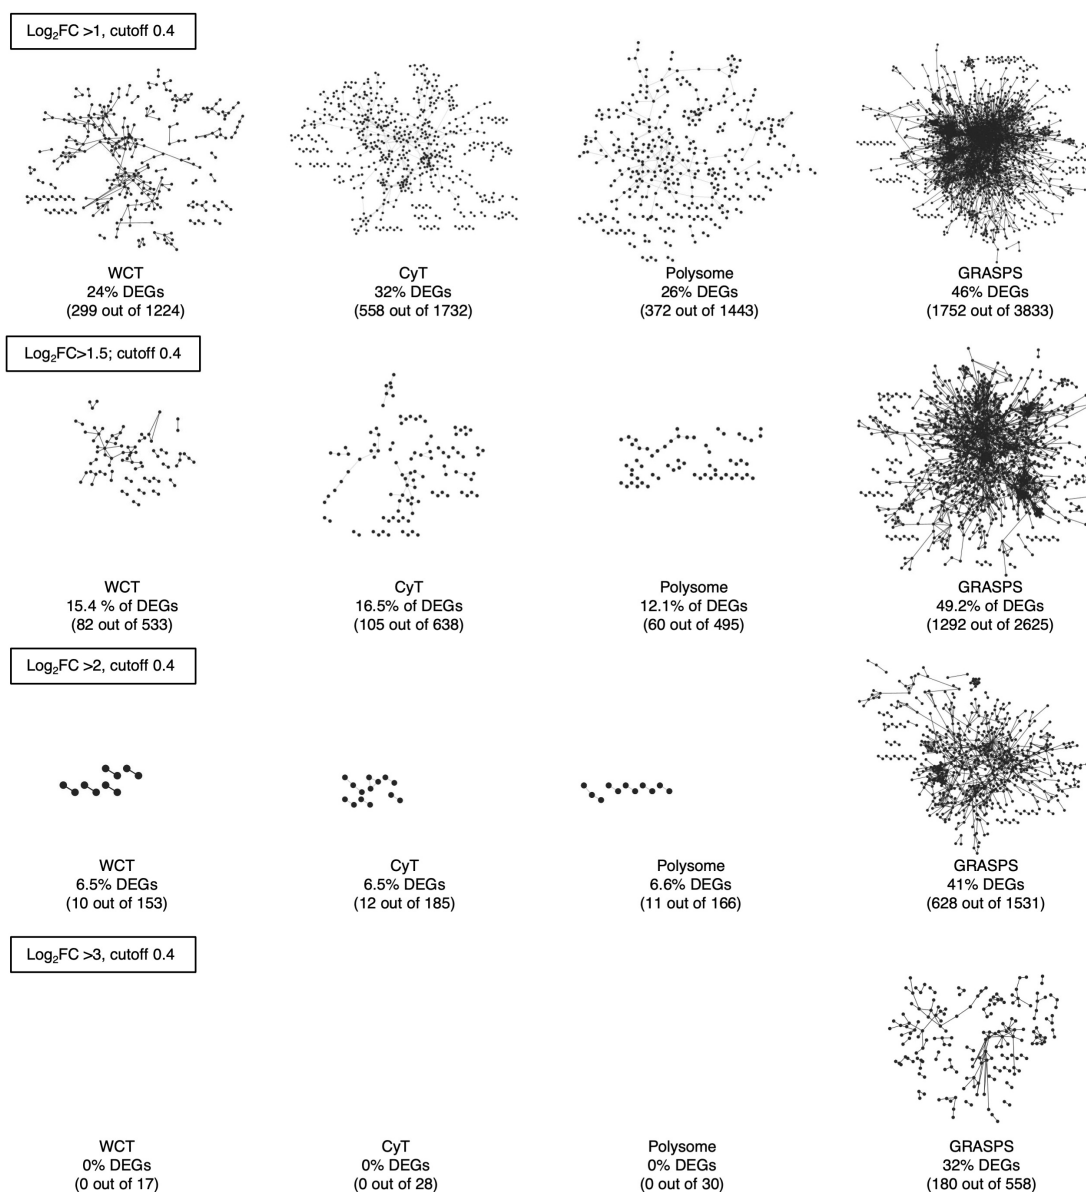 Log₂FC >1, cutoff 0.4
WCT
24% DEGs
(299 out of 1224)
CyT
32% DEGs
(558 out of 1732)
Polysome
26% DEGs
(372 out of 1443)
GRASPS
46% DEGs
(1752 out of 3833)
Log₂FC>1.5; cutoff 0.4
WCT
15.4 % of DEGs
(82 out of 533)
CyT
16.5% of DEGs
(105 out of 638)
Polysome
12.1% of DEGs
(60 out of 495)
GRASPS
49.2% of DEGs
(1292 out of 2625)
Log₂FC >2, cutoff 0.4
WCT
6.5% DEGs
(10 out of 153)
CyT
6.5% DEGs
(12 out of 185)
Polysome
6.6% DEGs
(11 out of 166)
GRASPS
41% DEGs
(628 out of 1531)
Log₂FC >3, cutoff 0.4
WCT
0% DEGs
(0 out of 17)
CyT
0% DEGs
(0 out of 28)
Polysome
0% DEGs
(0 out of 30)
GRASPS
32% DEGs
(180 out of 558)